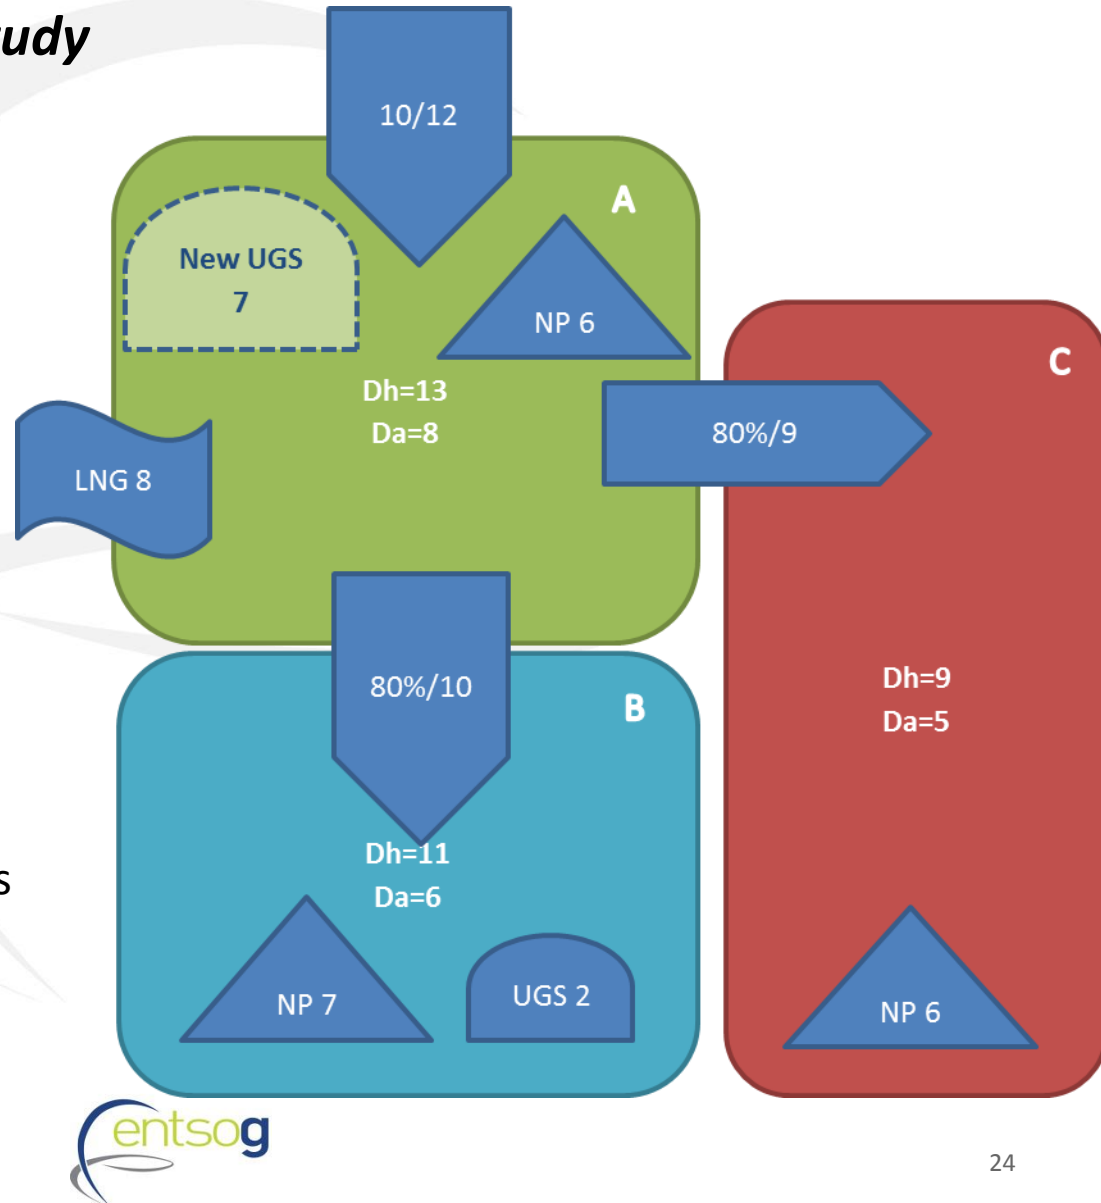 udy
10/12
A
New UGS
7
NP 6
C
Dh=13
Da=8
80%/9
LNG 8
80%/10
B
Dh=9
Da=5
Dh=11
Da=6
s
NP 7
UGS 2
NP 6
entsog
24